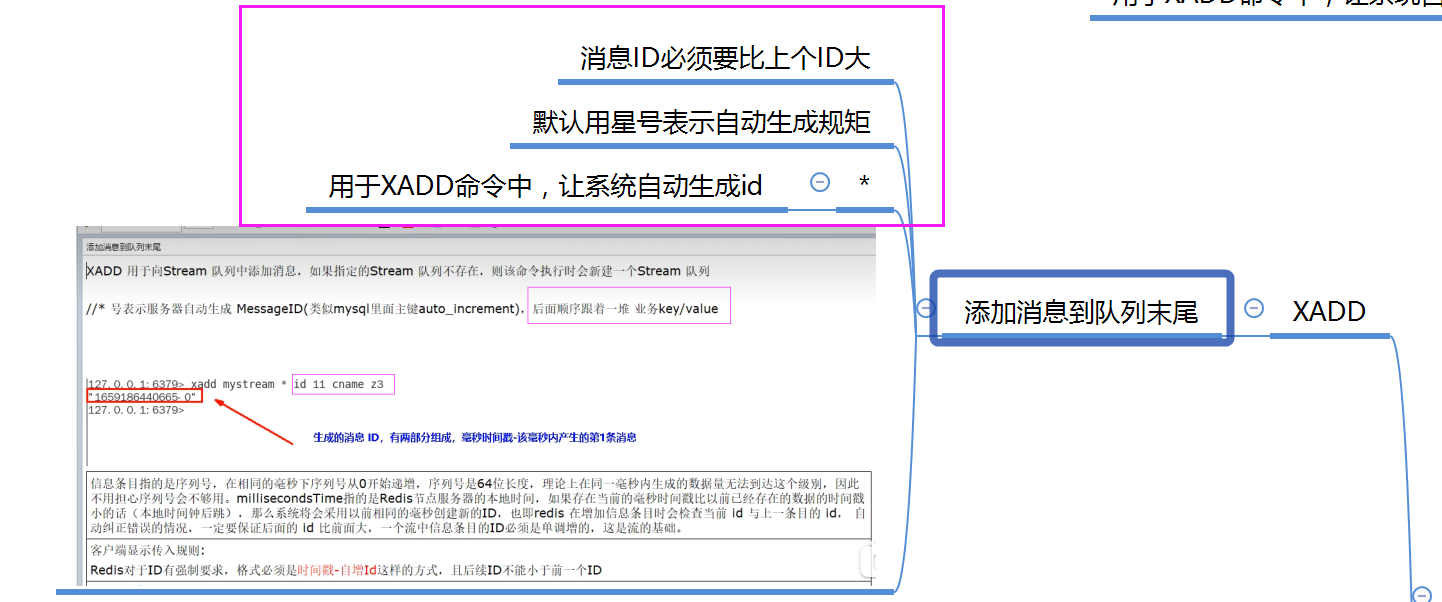 消息ID必须要比上个ID大
默认用星号表示自动生成规矩
用于XADD命令中，让系统自动生成id
*
添加消息到队列末尾
XADD 用于向Stream 队列中添加消息，如果指定的Stream 队列不存在，则该命令执行时会新建一个Stream 队列
//* 号表示服务器自动生成 MessageID(类似mysql里面主键auto_increment)，后面顺序跟着一堆 业务key/value
127.0.0.1:6379> xadd mystream * id 11 cname z3
"1659186440665-0"
127.0.0.1:6379>
生成的消息 ID，有两部分组成，毫秒时间戳-该毫秒内产生的第1条消息
信息条目指的是序列号，在相同的毫秒下序列号从0开始递增，序列号是64位长度，理论上在同一毫秒内生成的数据量无法到达这个级别，因此
不用担心序列号会不够用。millisecondsTime指的是Redis节点服务器的本地时间，如果存在当前的毫秒时间戳比以前已经存在的数据的时间戳
小的话（本地时间钟后跳），那么系统将会采用以前相同的毫秒创建新的ID，也即redis 在增加信息条目时会检查当前 id 与上一条目的 id， 自
动纠正错误的情况，一定要保证后面的 id 比前面大，一个流中信息条目的ID必须是单调增的，这是流的基础。
客户端显示传入规则:
Redis对于ID有强制要求，格式必须是时间戳-自增Id这样的方式，且后续ID不能小于前一个ID
添加消息到队列末尾
XADD